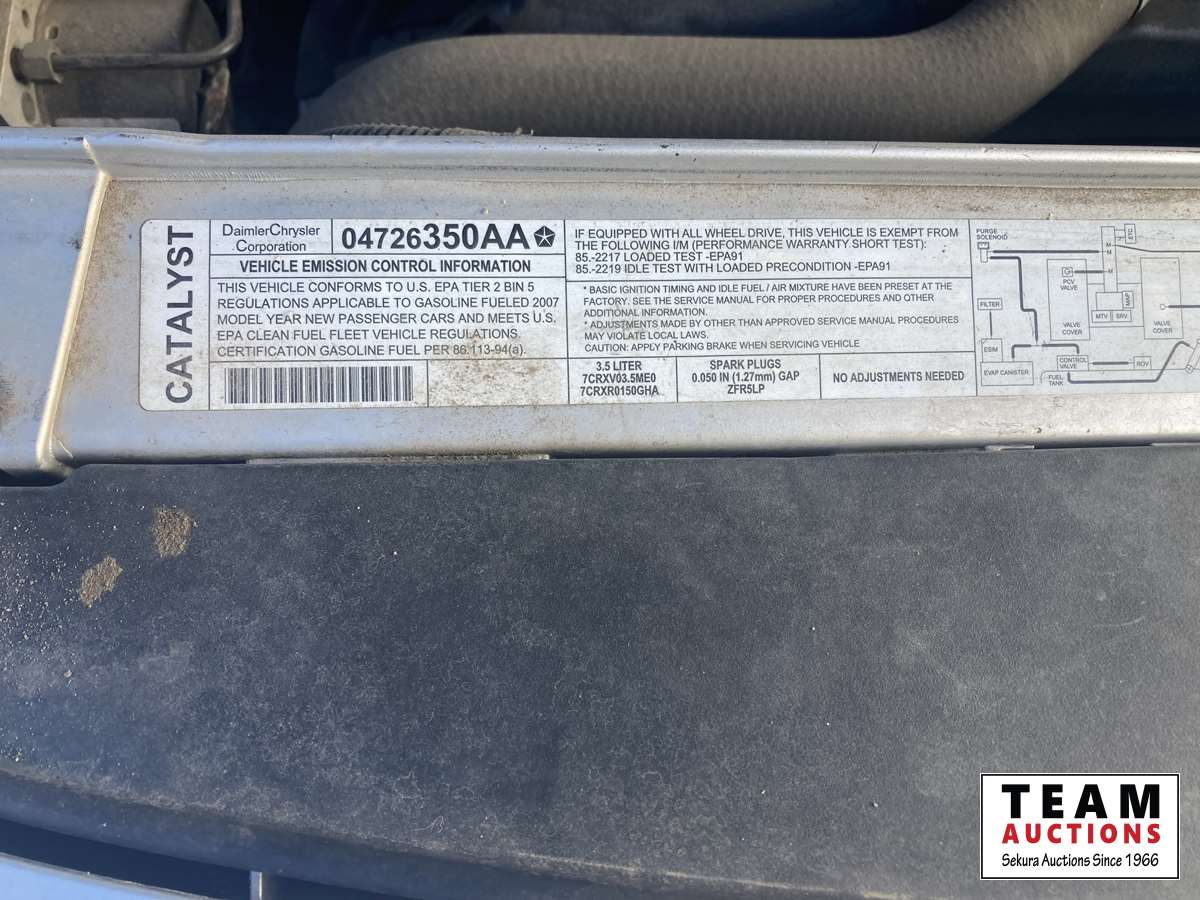 CATALYST
DaimlerChrysler
Corporation
04726350AA
VEHICLE EMISSION CONTROL INFORMATION
THIS VEHICLE CONFORMS TO U.S. EPA TIER 2 BIN 5
REGULATIONS APPLICABLE TO GASOLINE FUELED 2007
MODEL YEAR NEW PASSENGER CARS AND MEETS U.S.
EPA CLEAN FUEL FLEET VEHICLE REGULATIONS.
CERTIFICATION GASOLINE FUEL PER 86.113-94(a).
IF EQUIPPED WITH ALL WHEEL DRIVE, THIS VEHICLE IS EXEMPT FROM
THE FOLLOWING I/M (PERFORMANCE WARRANTY SHORT TEST):
85.-2217 LOADED TEST -EPA91
85.-2219 IDLE TEST WITH LOADED PRECONDITION -EPA91
* BASIC IGNITION TIMING AND IDLE FUEL / AIR MIXTURE HAVE BEEN PRESET AT THE
FACTORY. SEE THE SERVICE MANUAL FOR PROPER PROCEDURES AND OTHER
ADDITIONAL INFORMATION.
* ADJUSTMENTS MADE BY OTHER THAN APPROVED SERVICE MANUAL PROCEDURES
MAY VIOLATE LOCAL LAWS.
CAUTION: APPLY PARKING BRAKE WHEN SERVICING VEHICLE
3.5 LITER
7CRXV03.5ME0
7CRXR0150GHA
SPARK PLUGS
0.050 IN (1.27mm) GAP
ZFR5LP
NO ADJUSTMENTS NEEDED
PURGE
SOLENOID
ETC
M
M
PCV
VALVE
MAP
MTV
SRV
FILTER
VALVE
COVER
VALVE
COVER
ESIM
EVAP CANISTER
CONTROL
VALVE
ROV
FUEL
TANK
TEAM
AUCTIONS
Sekura Auctions Since 1966